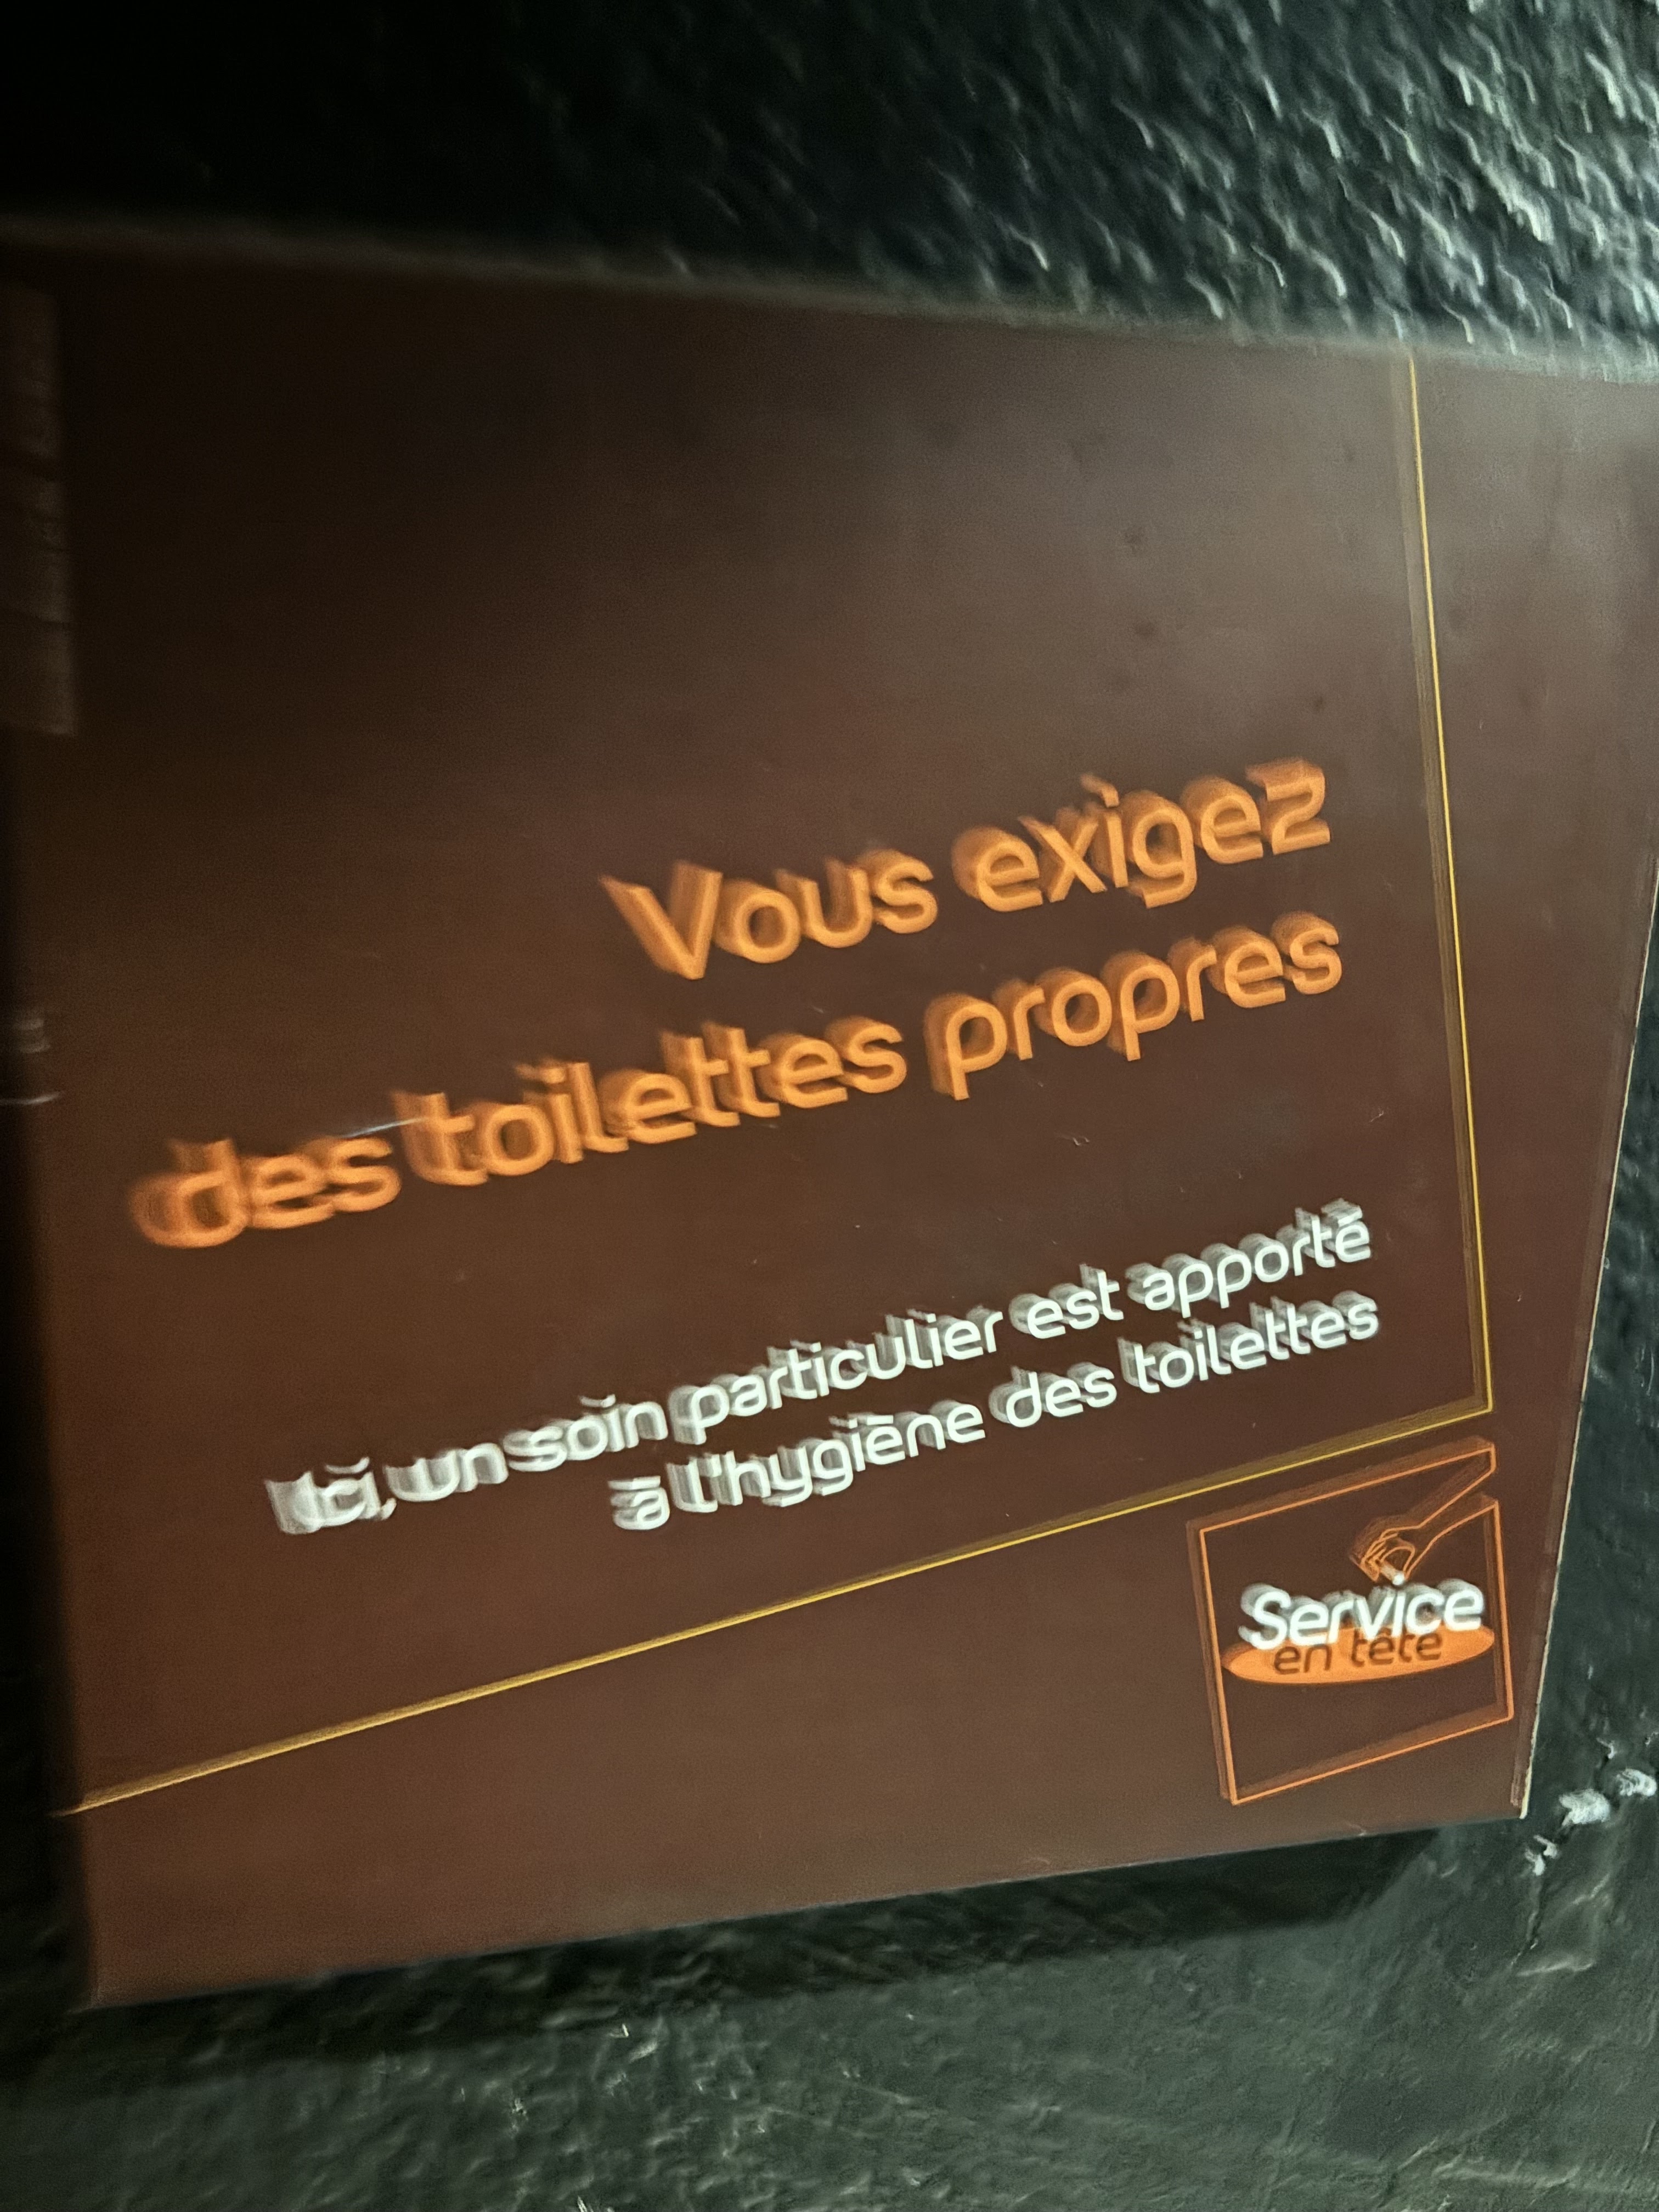 Vous exigez
des toilettes propres
Ici, un soin particulier est apporté
à l'hygiène des toilettes
Service
en tête